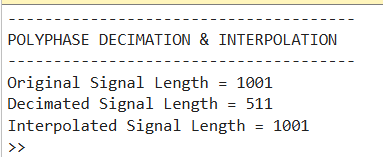 -----------------------------------
POLYPHASE DECIMATION & INTERPOLATION
-----------------------------------
Original Signal Length = 1001
Decimated Signal Length = 511
Interpolated Signal Length = 1001
>>